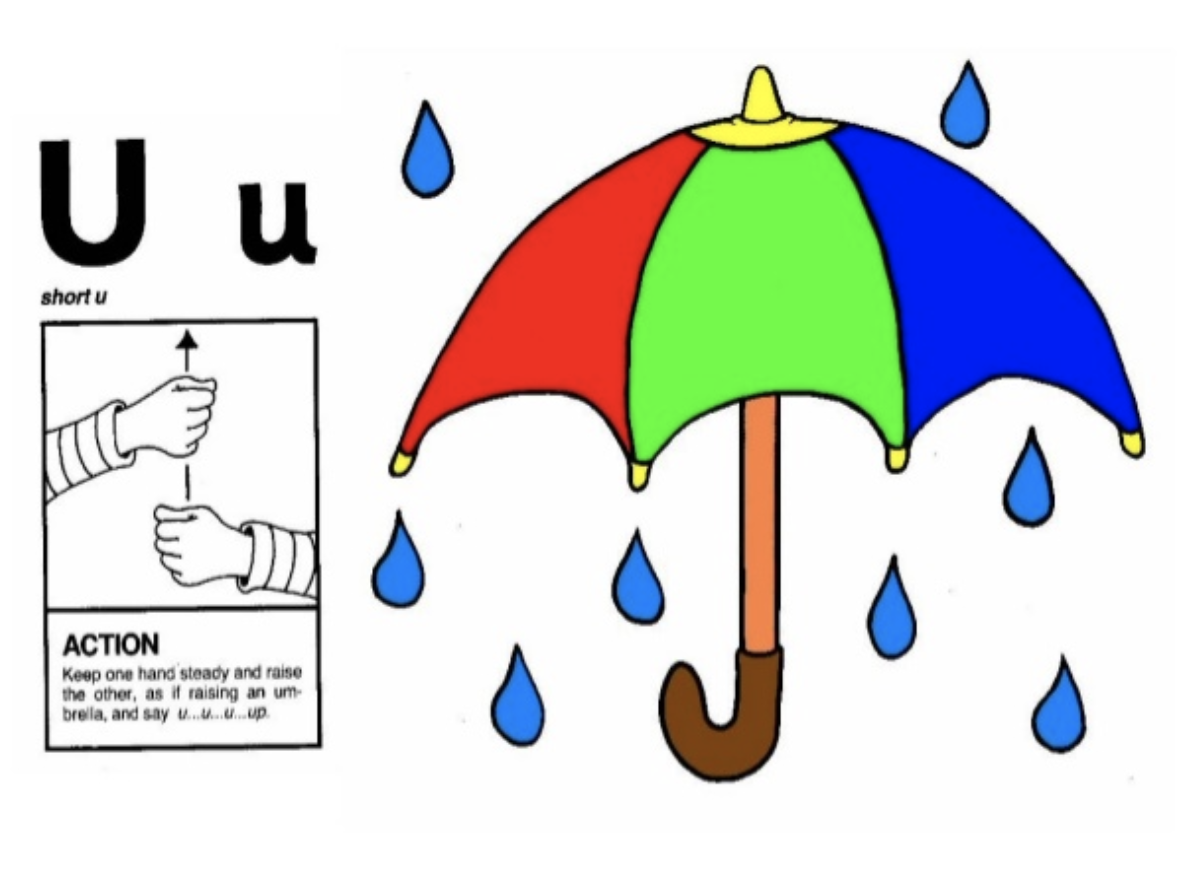 U u
short u
ACTION
Keep one hand steady and raise
the other, as if raising an um-
brella, and say u...u...u...up.